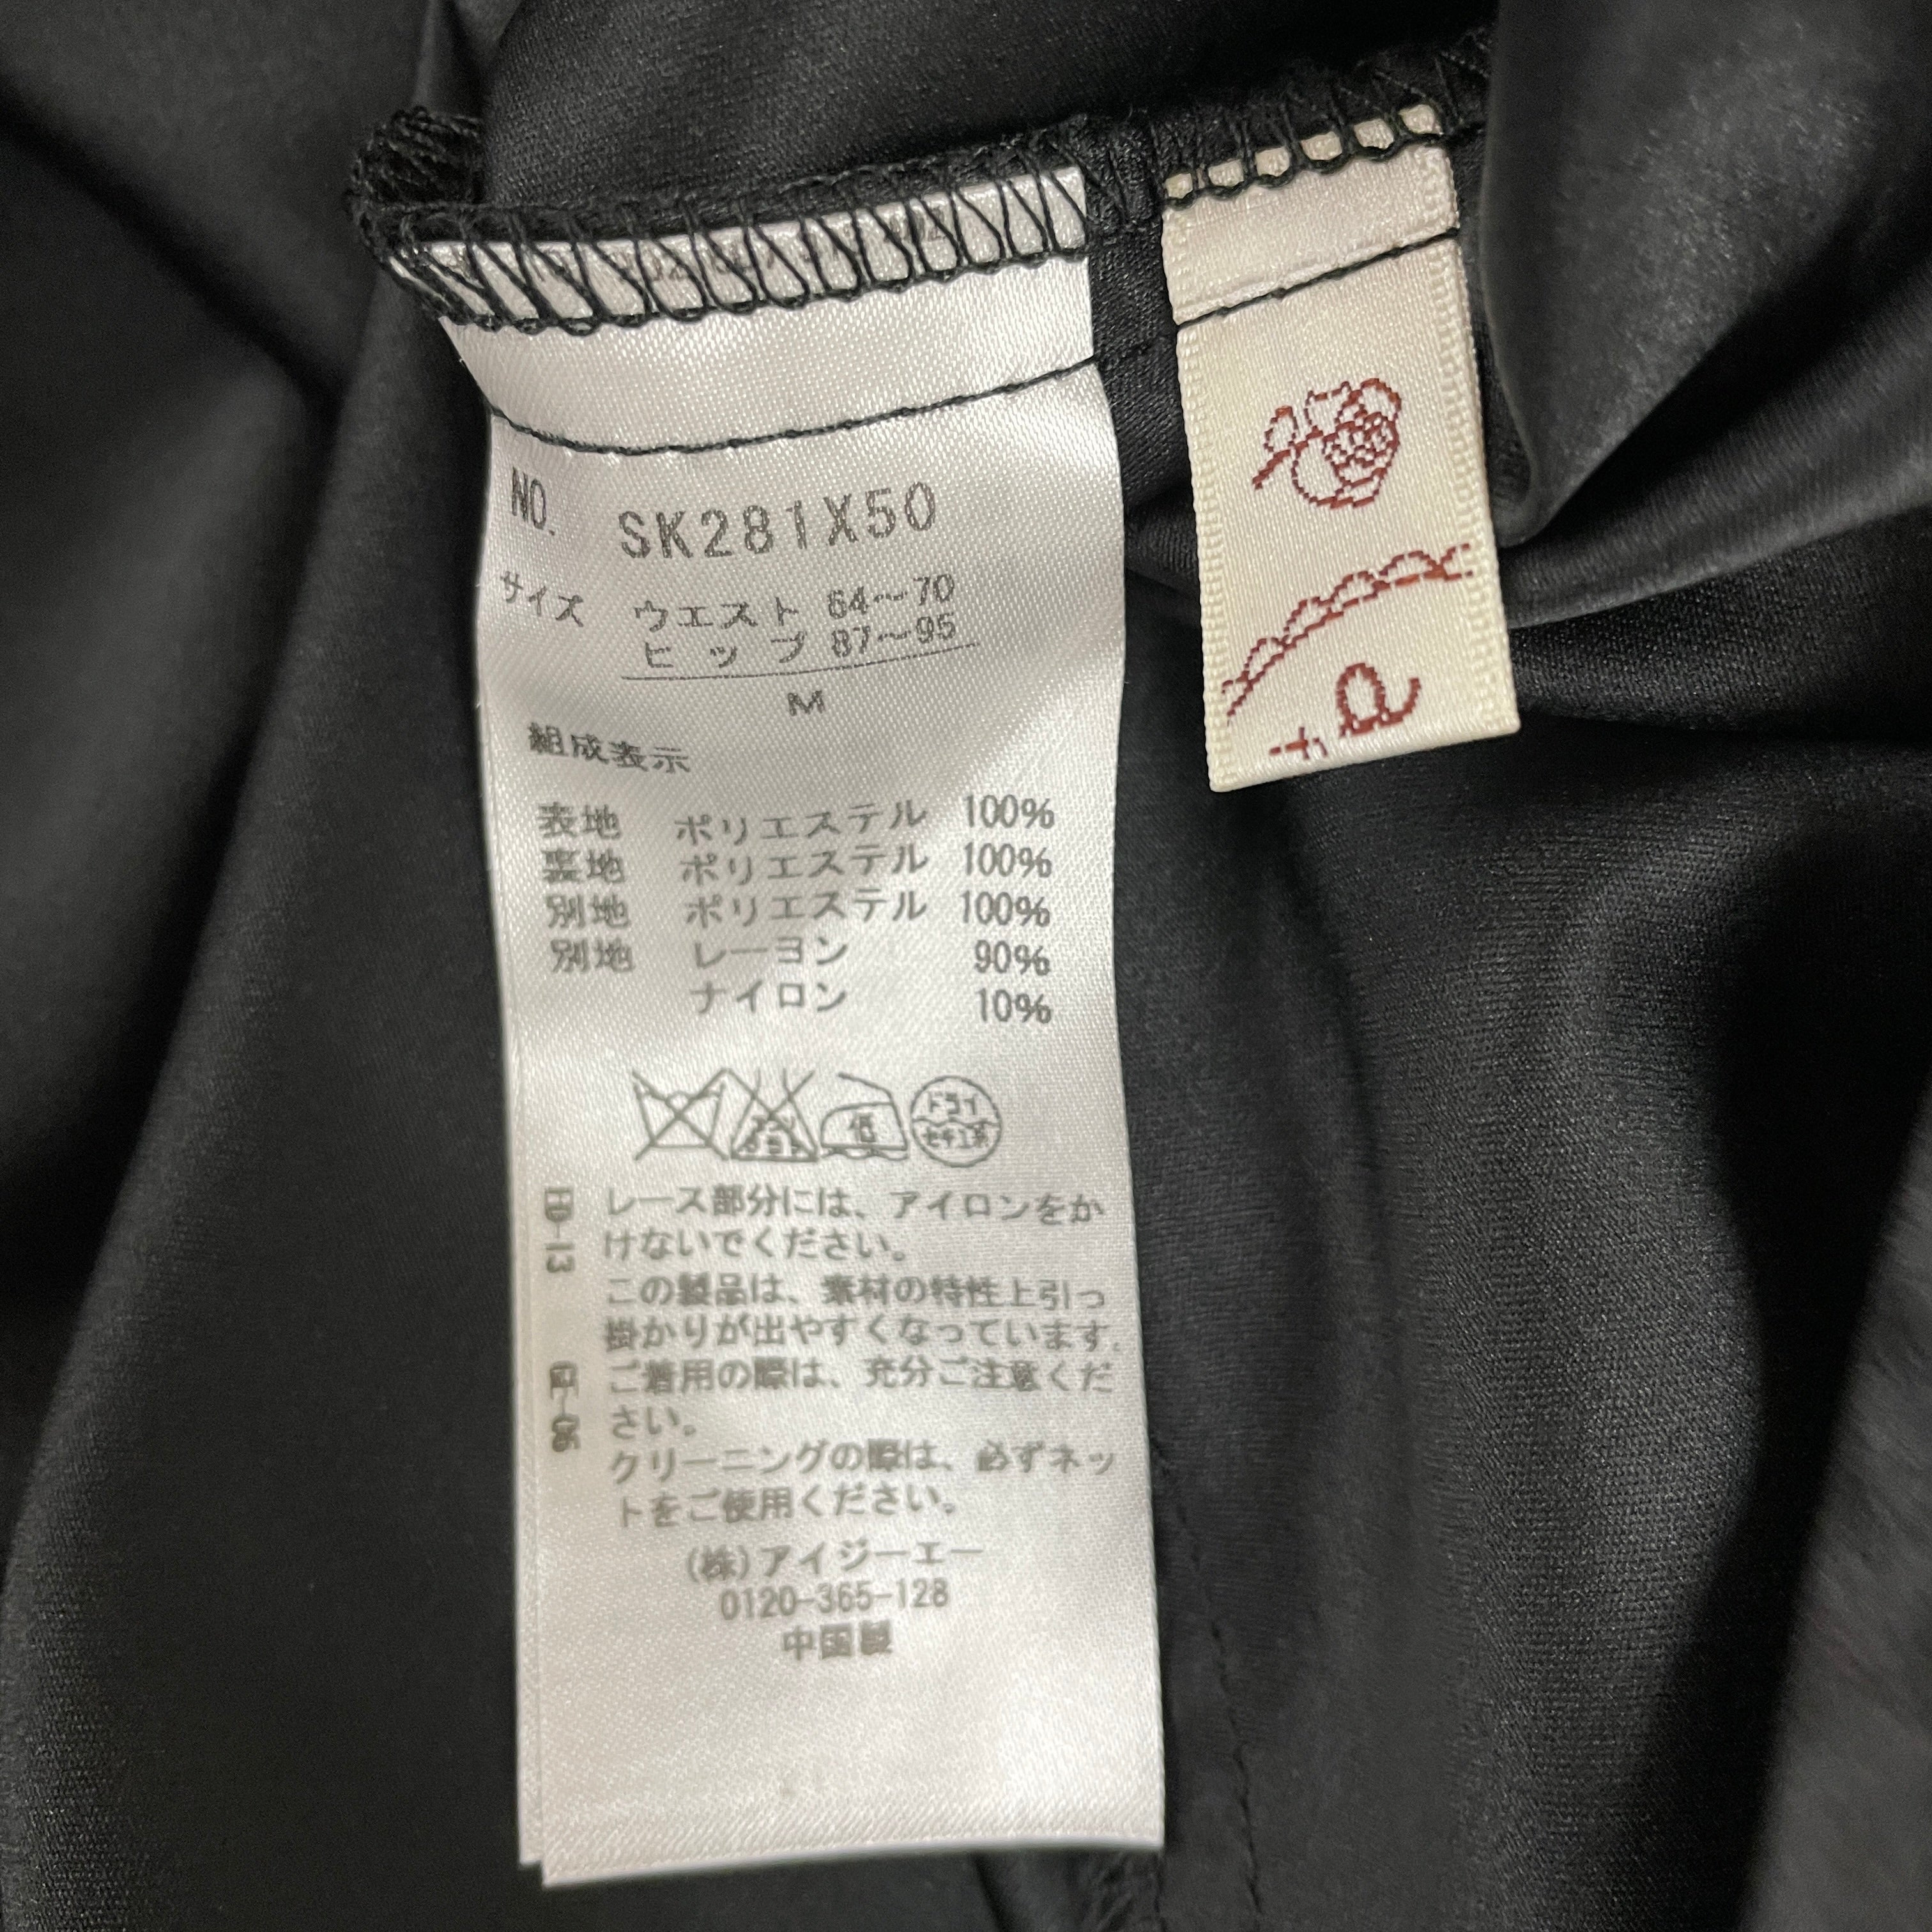 NO. SK281X50
サイズ ウエスト 64～70
ヒップ 87～95
M
組成表示
表地 ポリエステル 100%
裏地 ポリエステル 100%
別地 ポリエステル 100%
別地 レーヨン 90%
ナイロン 10%
低
ドライ
セキユ系
レース部分には、アイロンをか
けないでください。
この製品は、素材の特性上引っ
掛かりが出やすくなっています.
ご着用の際は、充分ご注意くだ
さい。
クリーニングの際は、必ずネッ
トをご使用ください。
(株)アイジーエー
0120-365-128
中国製